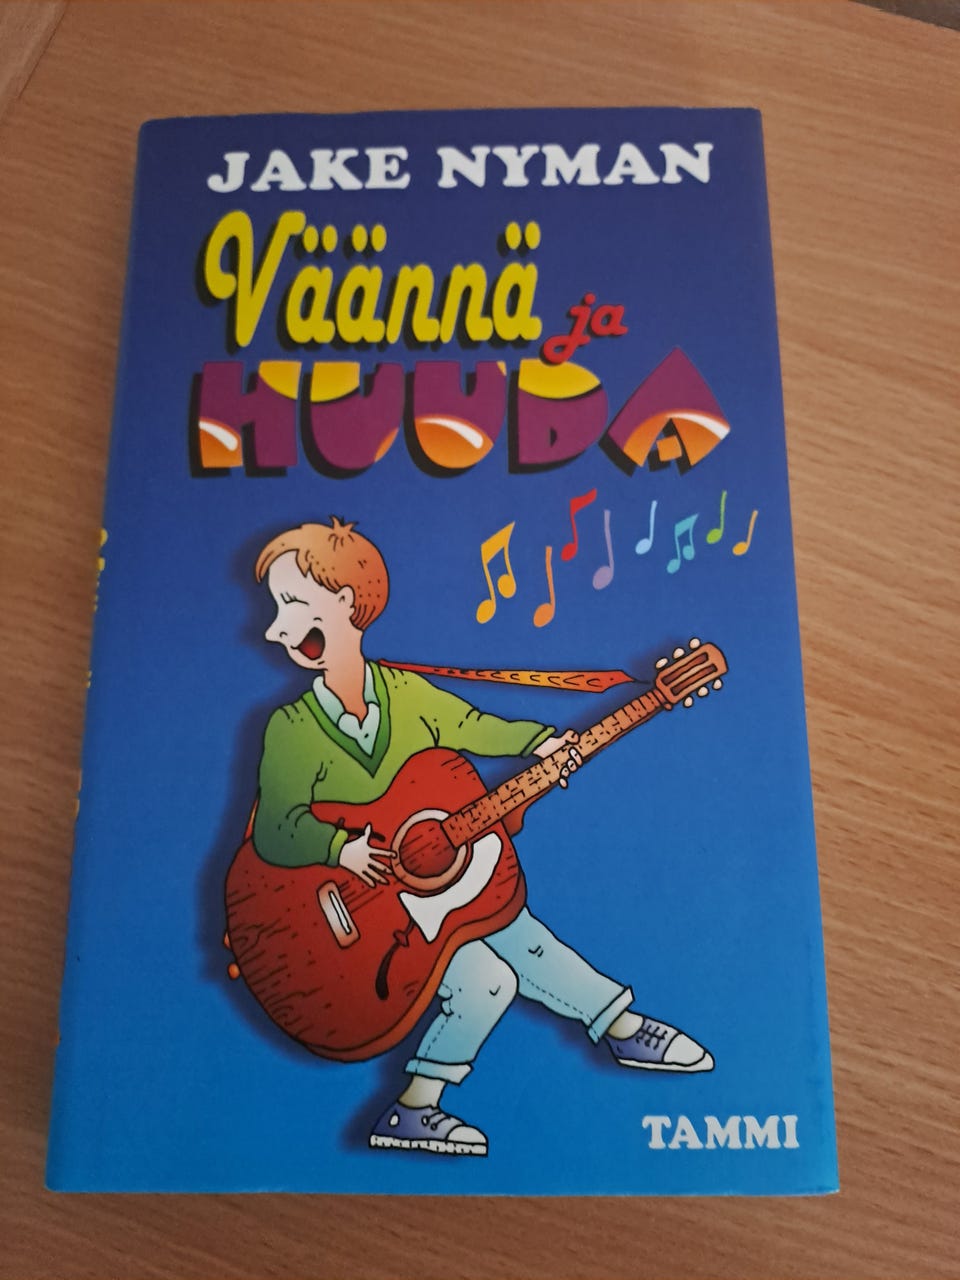 JAKE NYMAN
Väännä ja
HUUDA
TAMMI